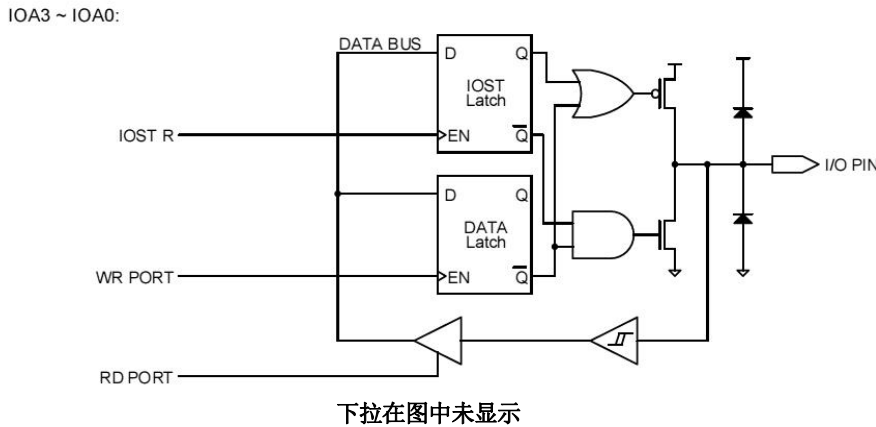 IOA3 ~ IOA0:
DATA BUS
D
Q
IOST
Latch
IOST R
EN
Q
I/O PIN
D
Q
DATA
Latch
WR PORT
EN
Q
RD PORT
下拉在图中未显示